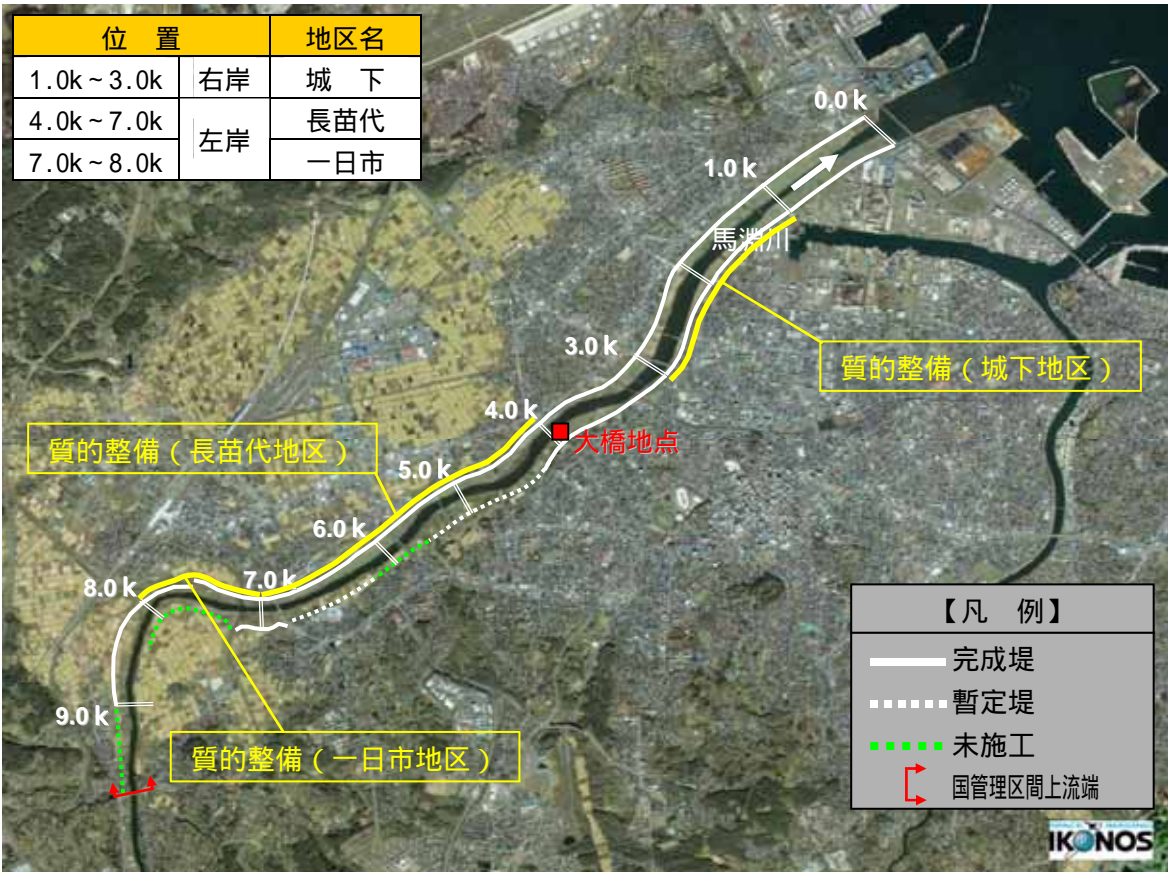 位　置　地区名
1.0k～3.0k　右岸　城　下
4.0k～7.0k　左岸　長苗代
7.0k～8.0k　一日市
0.0ｋ
1.0ｋ
馬淵川
3.0ｋ
質的整備（城下地区）
4.0ｋ
大橋地点
質的整備（長苗代地区）
5.0ｋ
6.0ｋ
7.0ｋ
8.0ｋ
9.0ｋ
質的整備（一日市地区）
【凡　例】
完成堤
暫定堤
未施工
国管理区間上流端
IKONOS